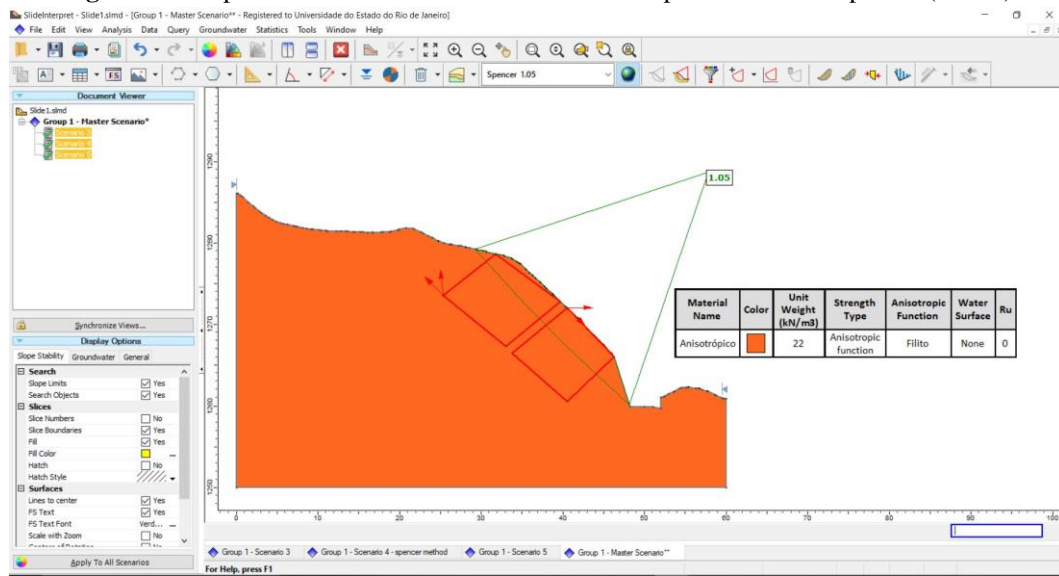 SlideInterpret - Slide1.slmd - [Group 1 - Master Scenario** - Registered to Universidade do Estado do Rio de Janeiro]
File Edit View Analysis Data Query Groundwater Statistics Tools Window Help
Spencer 1.05
Document Viewer
Slide1.slmd
Group 1 - Master Scenario*
Synchronize Views...
Display Options
Slope Stability Groundwater General
Search
Slope Limits Yes
Search Objects Yes
Slices
Slice Numbers No
Slice Boundaries Yes
Fill Yes
Fill Color
Hatch No
Hatch Style
Surfaces
Lines to center Yes
FS Text Yes
FS Text Font Verd...
Scale with Zoom No
Apply To All Scenarios
1.05
1290
1280
1270
1260
1250
0 10 20 30 40 50 60 70 80 90 100
Material Name Color Unit Weight (kN/m3) Strength Type Anisotropic Function Water Surface Ru
Anisotrópico 22 Anisotropic function Filito None 0
Group 1 - Scenario 3 Group 1 - Scenario 4 - spencer method Group 1 - Scenario 5 Group 1 - Master Scenario**
For Help, press F1